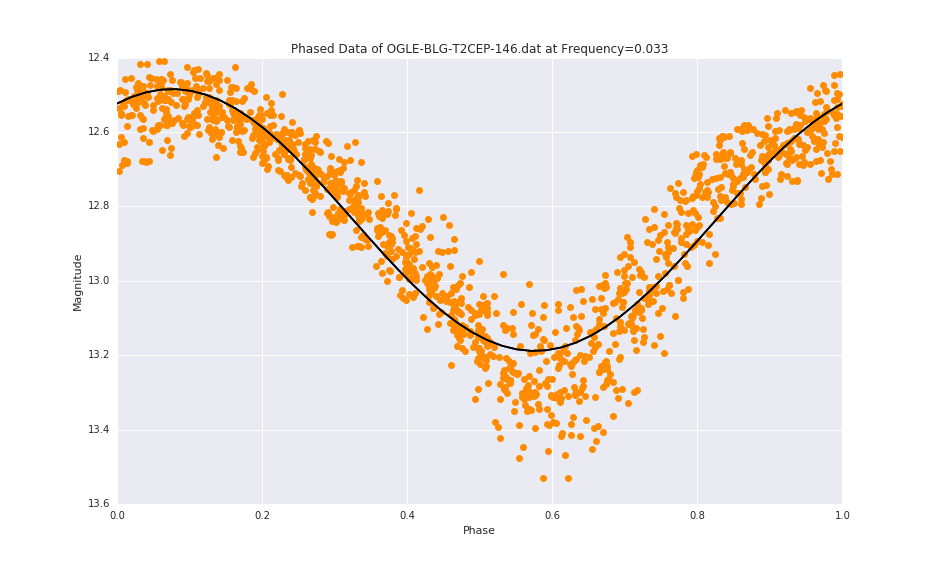 Phased Data of OGLE-BLG-T2CEP-146.dat at Frequency=0.033
12.4
12.6
12.8
13.0
13.2
13.4
13.6
Magnitude
0.0 0.2 0.4 0.6 0.8 1.0
Phase